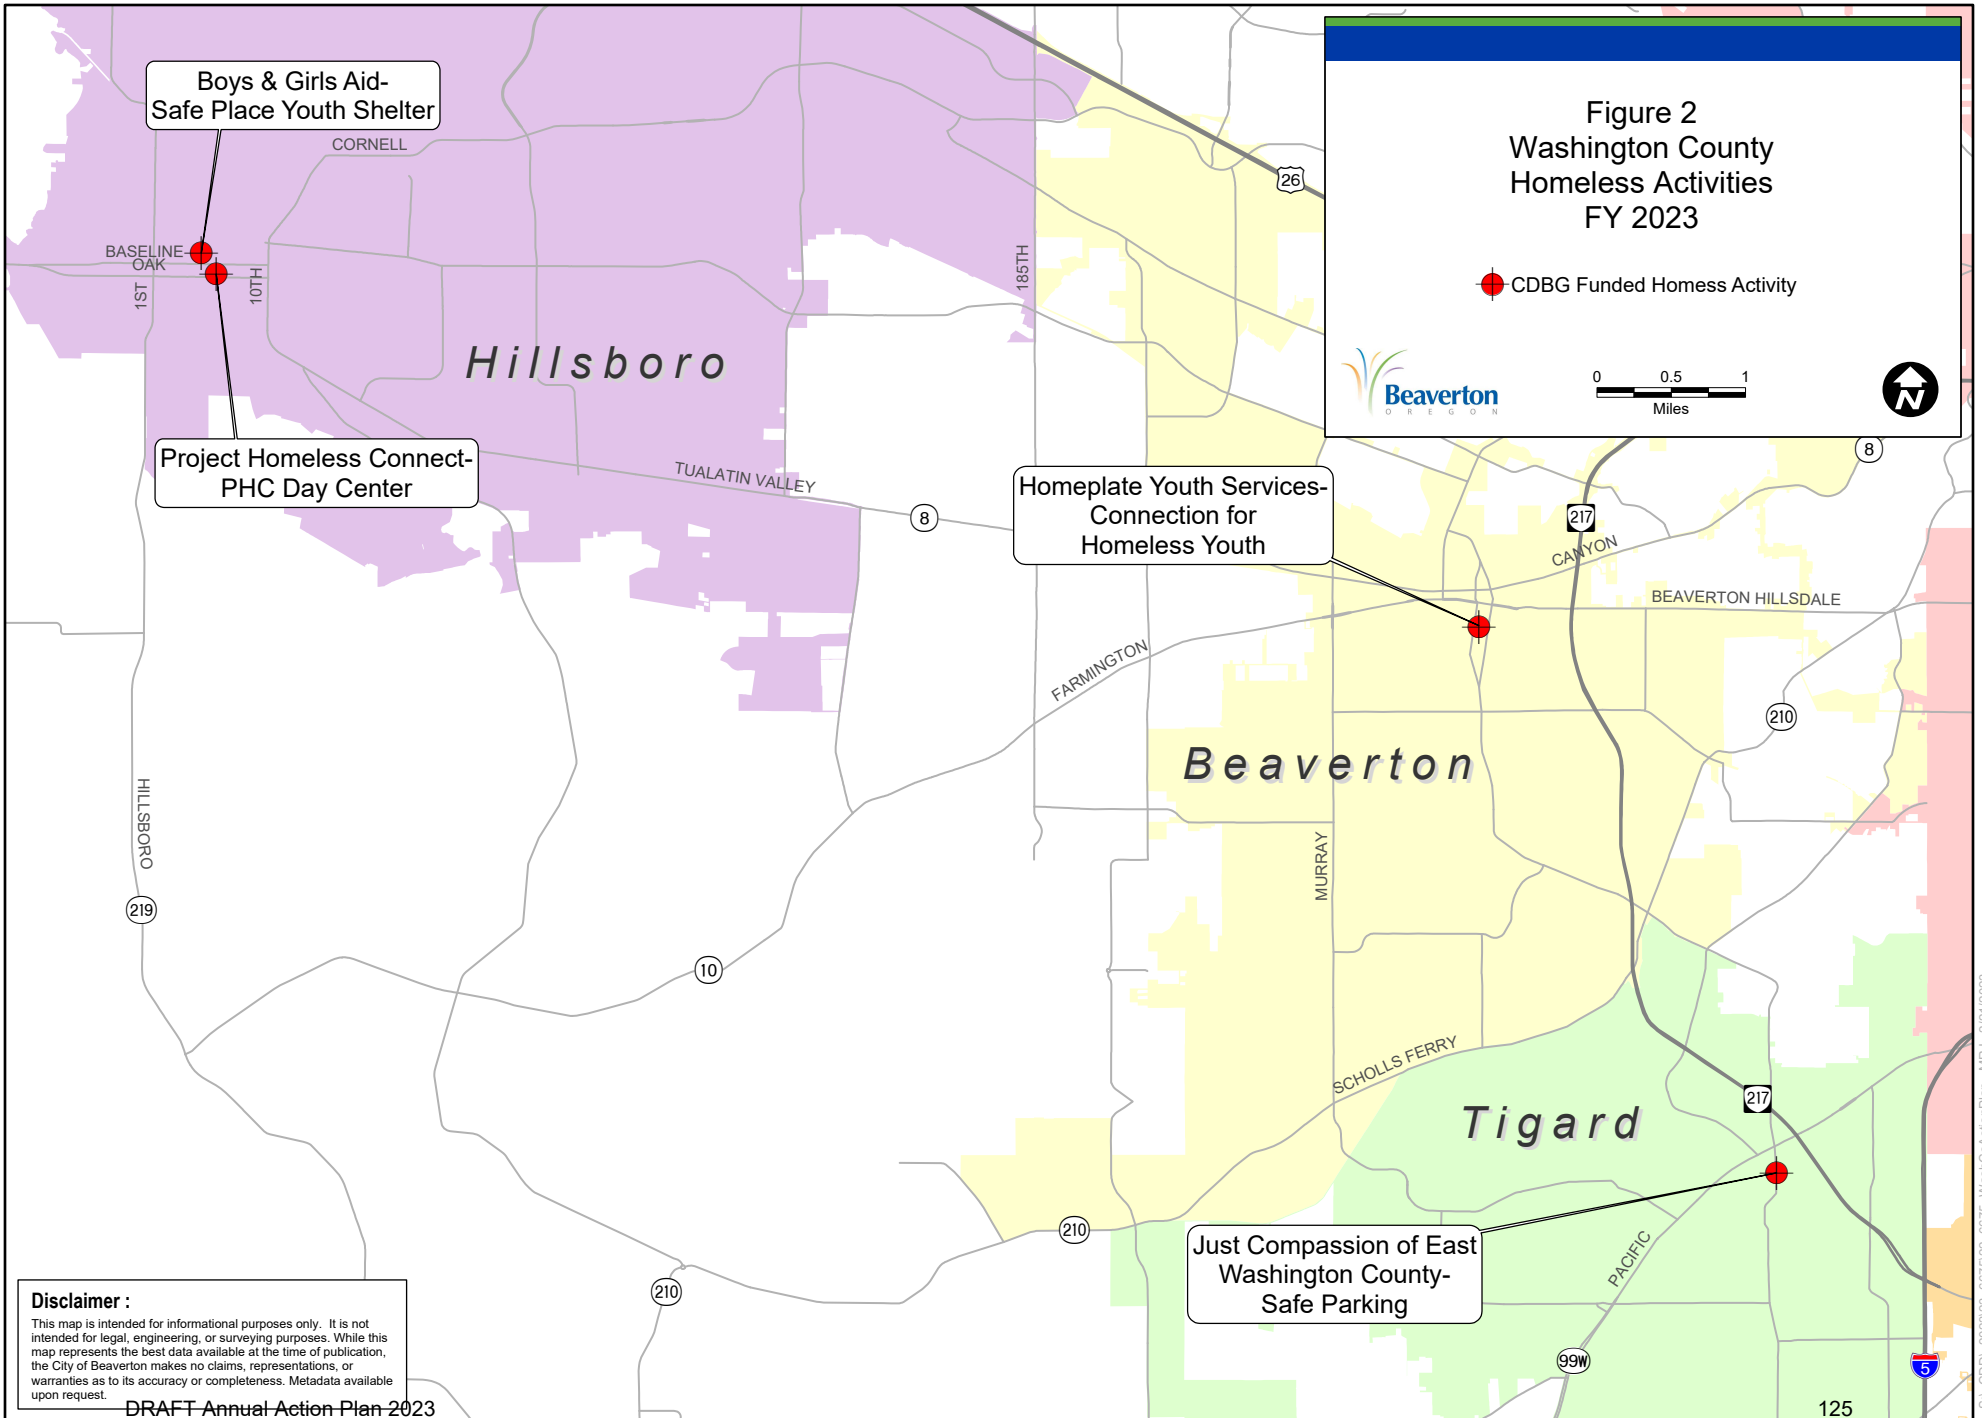 Boys & Girls Aid-
Safe Place Youth Shelter
CORNELL
BASELINE
OAK
1ST
10TH
185TH
26
Figure 2
Washington County
Homeless Activities
FY 2023
CDBG Funded Homess Activity
Beaverton
OREGON
0 0.5 1
Miles
N
Hillsboro
Project Homeless Connect-
PHC Day Center
TUALATIN VALLEY
8
Homeplate Youth Services-
Connection for
Homeless Youth
8
217
CANYON
BEAVERTON HILLSDALE
FARMINGTON
210
Beaverton
HILLSBORO
MURRAY
219
10
SCHOLLS FERRY
217
Tigard
210
210
Just Compassion of East
Washington County-
Safe Parking
PACIFIC
99W
5
Disclaimer :
This map is intended for informational purposes only. It is not
intended for legal, engineering, or surveying purposes. While this
map represents the best data available at the time of publication,
the City of Beaverton makes no claims, representations, or
warranties as to its accuracy or completeness. Metadata available
upon request.
DRAFT Annual Action Plan 2023
125